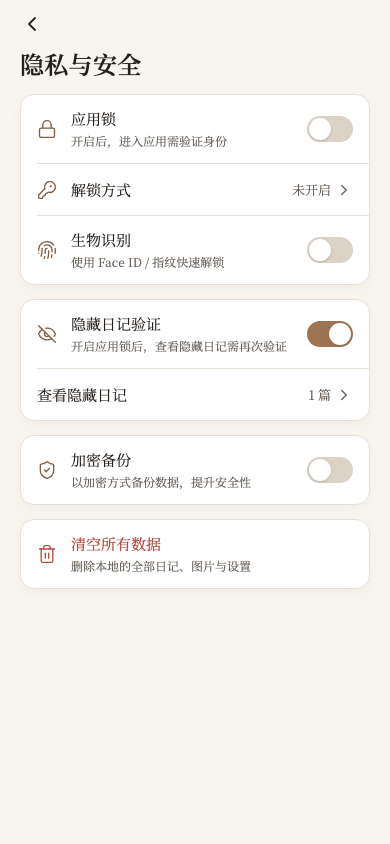 隐私与安全
应用锁
开启后，进入应用需验证身份
解锁方式
未开启
生物识别
使用 Face ID / 指纹快速解锁
隐藏日记验证
开启应用锁后，查看隐藏日记需再次验证
查看隐藏日记
1 篇
加密备份
以加密方式备份数据，提升安全性
清空所有数据
删除本地的全部日记、图片与设置